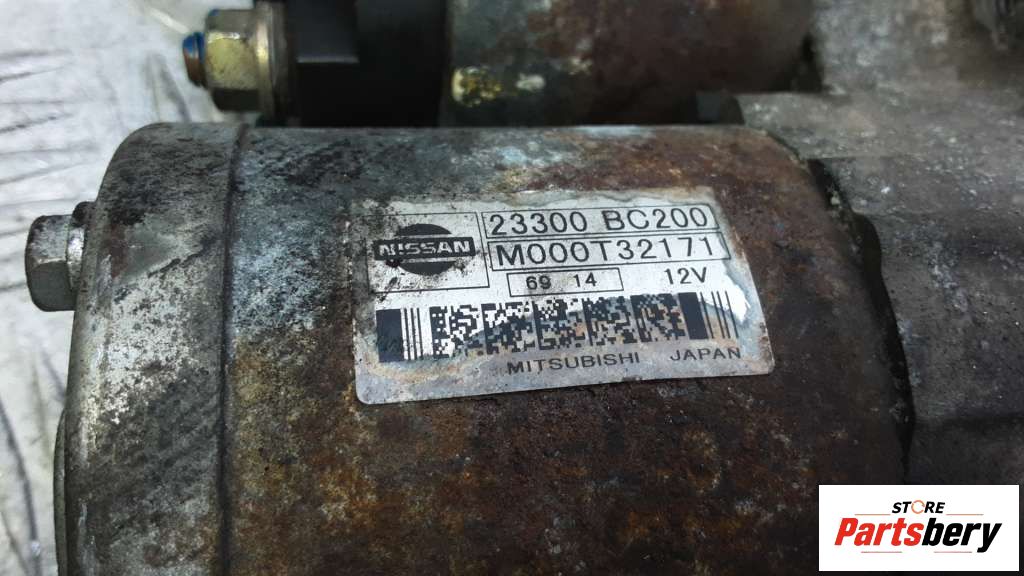 NISSAN
23300 BC200
M000T32171
69 14
12V
MITSUBISHI JAPAN
STORE
Partsbery